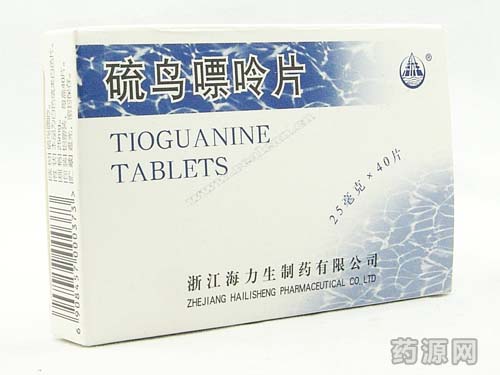 硫鸟嘌呤片
®
TIOGUANINE
TABLETS
25毫克×40片
浙江海力生制药有限公司
ZHEJIANG HAILISHENG PHARMACEUTICAL CO.,LTD
6908457000373
药源网